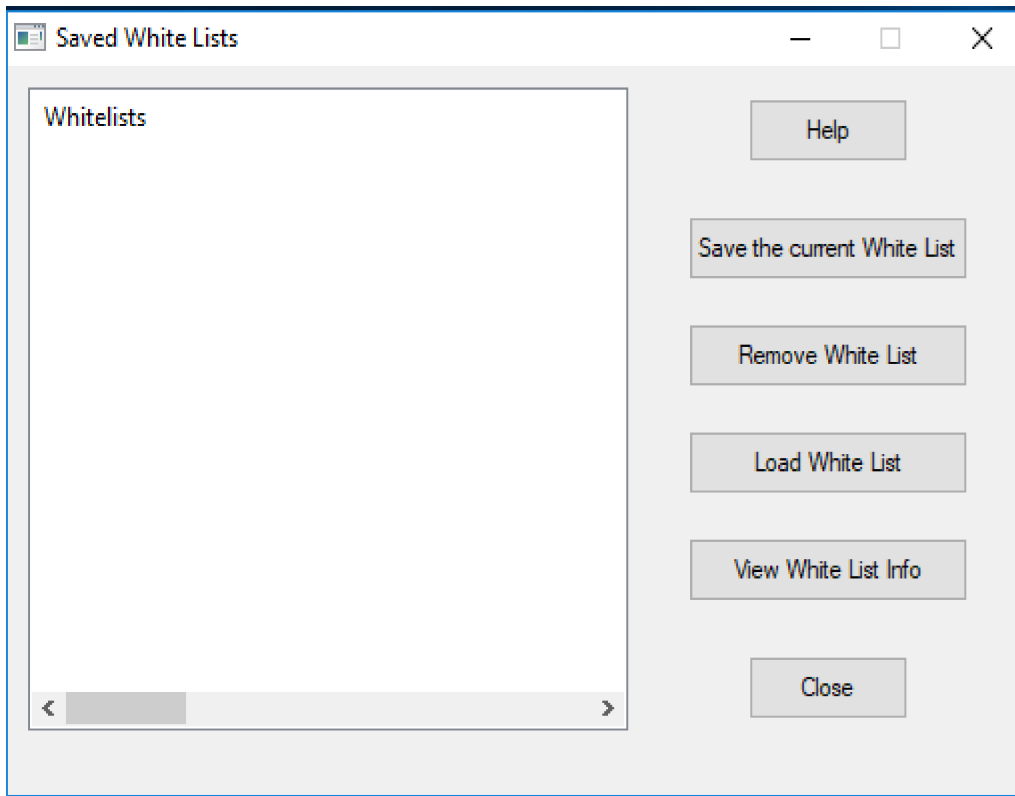 Saved White Lists
Whitelists
Help
Save the current White List
Remove White List
Load White List
View White List Info
Close